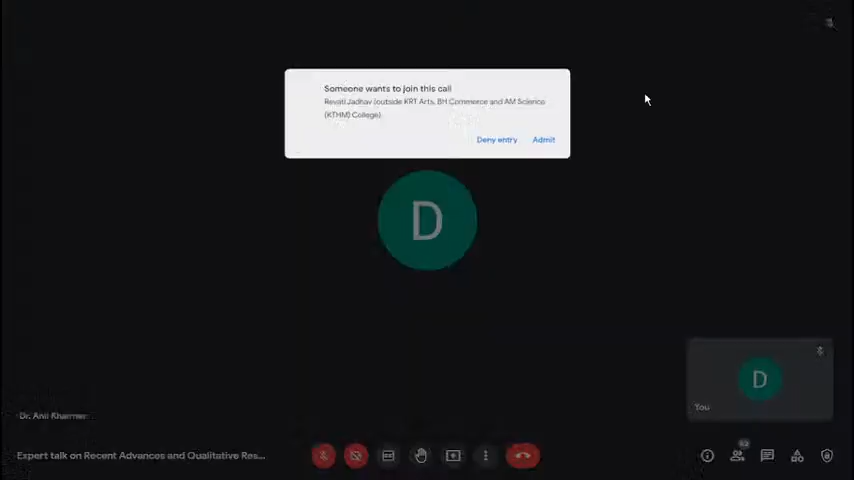 Someone wants to join this call
Revati Jadhav (outside KRT Arts, BH Commerce and AM Science
(KTHM) College)
Deny entry Admit
D
D
You
Dr. Anil
Expert talk on Recent Advances and Qualitative Res...